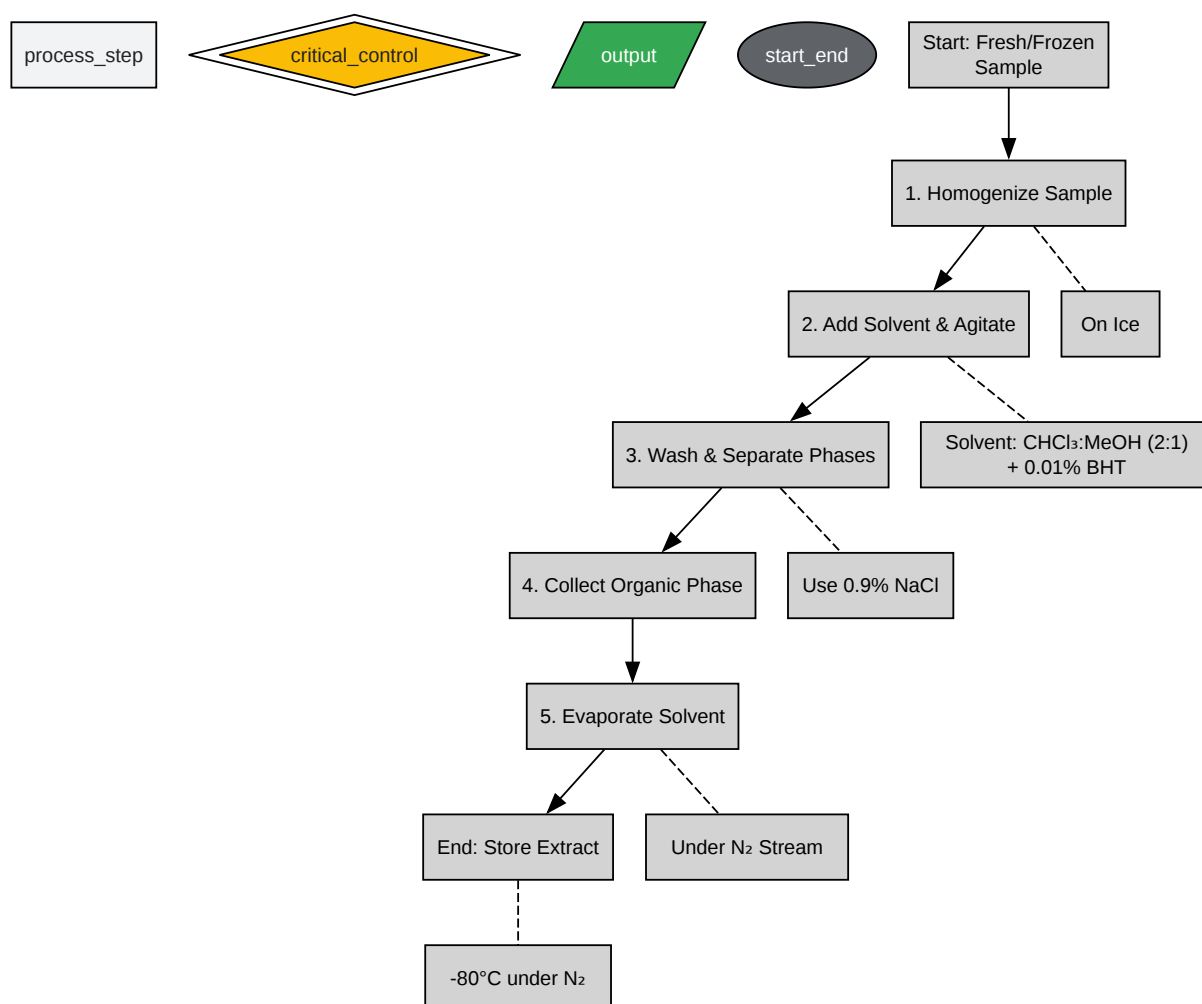 process_step
critical_control
output
start_end
Start: Fresh/Frozen
Sample
1. Homogenize Sample
2. Add Solvent & Agitate
On Ice
3. Wash & Separate Phases
Solvent: CHCl₃:MeOH (2:1)
+ 0.01% BHT
4. Collect Organic Phase
Use 0.9% NaCl
5. Evaporate Solvent
End: Store Extract
Under N₂ Stream
-80°C under N₂